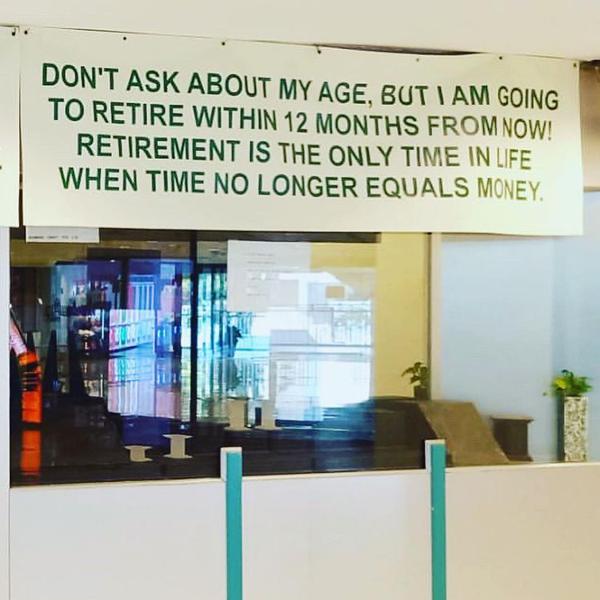 DON'T ASK ABOUT MY AGE, BUT I AM GOING
TO RETIRE WITHIN 12 MONTHS FROM NOW!
RETIREMENT IS THE ONLY TIME IN LIFE
WHEN TIME NO LONGER EQUALS MONEY.